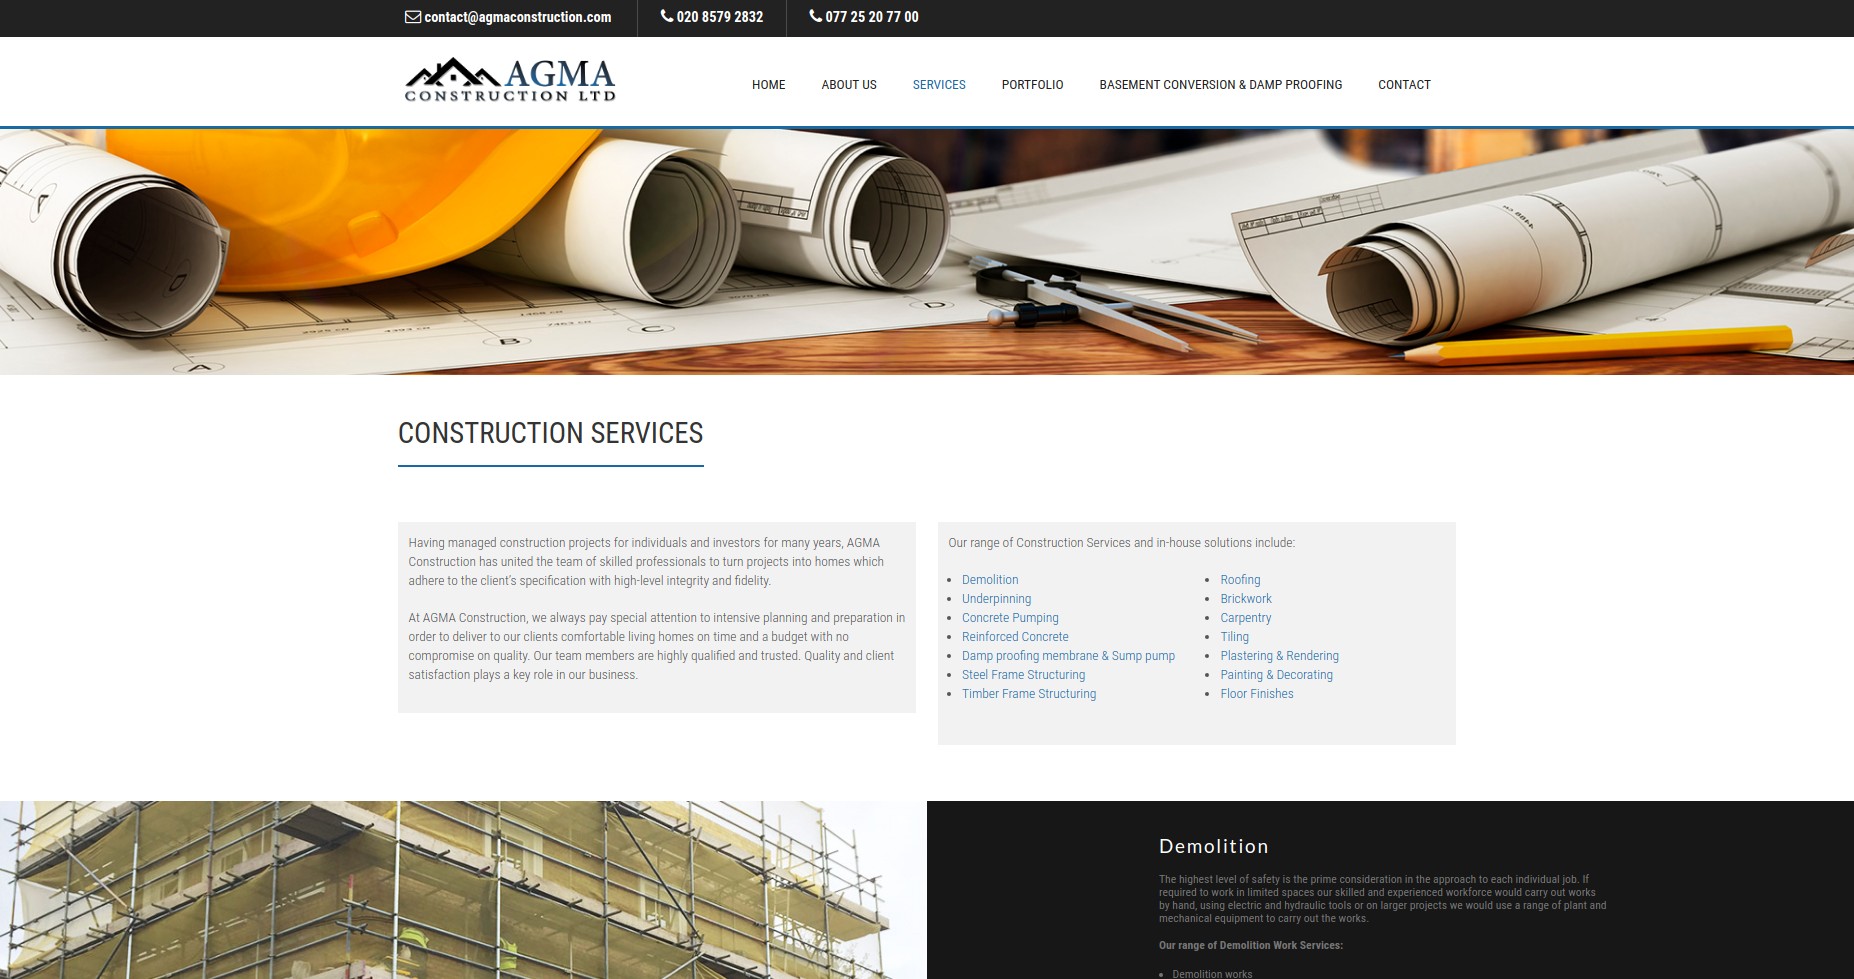 contact@agmaconstruction.com
020 8579 2832
077 25 20 77 00
AGMA
CONSTRUCTION LTD
HOME
ABOUT US
SERVICES
PORTFOLIO
BASEMENT CONVERSION & DAMP PROOFING
CONTACT
A
B
C
D
CONSTRUCTION SERVICES
Having managed construction projects for individuals and investors for many years, AGMA
Construction has united the team of skilled professionals to turn projects into homes which
adhere to the client's specification with high-level integrity and fidelity.
At AGMA Construction, we always pay special attention to intensive planning and preparation in
order to deliver to our clients comfortable living homes on time and a budget with no
compromise on quality. Our team members are highly qualified and trusted. Quality and client
satisfaction plays a key role in our business.
Our range of Construction Services and in-house solutions include:
Demolition
Underpinning
Concrete Pumping
Reinforced Concrete
Damp proofing membrane & Sump pump
Steel Frame Structuring
Timber Frame Structuring
Roofing
Brickwork
Carpentry
Tiling
Plastering & Rendering
Painting & Decorating
Floor Finishes
Demolition
The highest level of safety is the prime consideration in the approach to each individual job. If
required to work in limited spaces our skilled and experienced workforce would carry out works
by hand, using electric and hydraulic tools or on larger projects we would use a range of plant and
mechanical equipment to carry out the works.
Our range of Demolition Work Services:
Demolition works